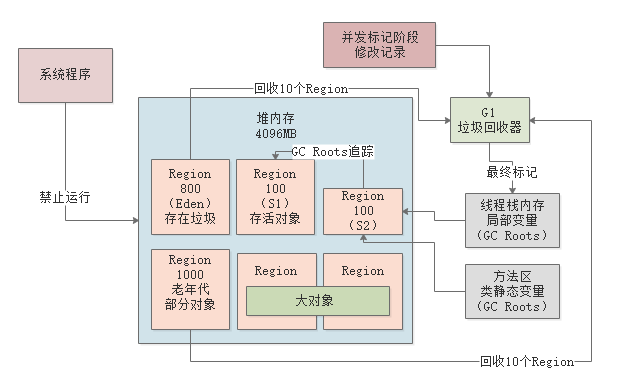 并发标记阶段
修改记录
系统程序
回收10个Region
堆内存
4096MB
G1
垃圾回收器
GC Roots追踪
最终标记
禁止运行
Region
800
(Eden)
存在垃圾
Region
100
(S1)
存活对象
Region
100
(S2)
线程栈内存
局部变量
(GC Roots)
Region
1000
老年代
部分对象
Region
Region
大对象
方法区
类静态变量
(GC Roots)
回收10个Region